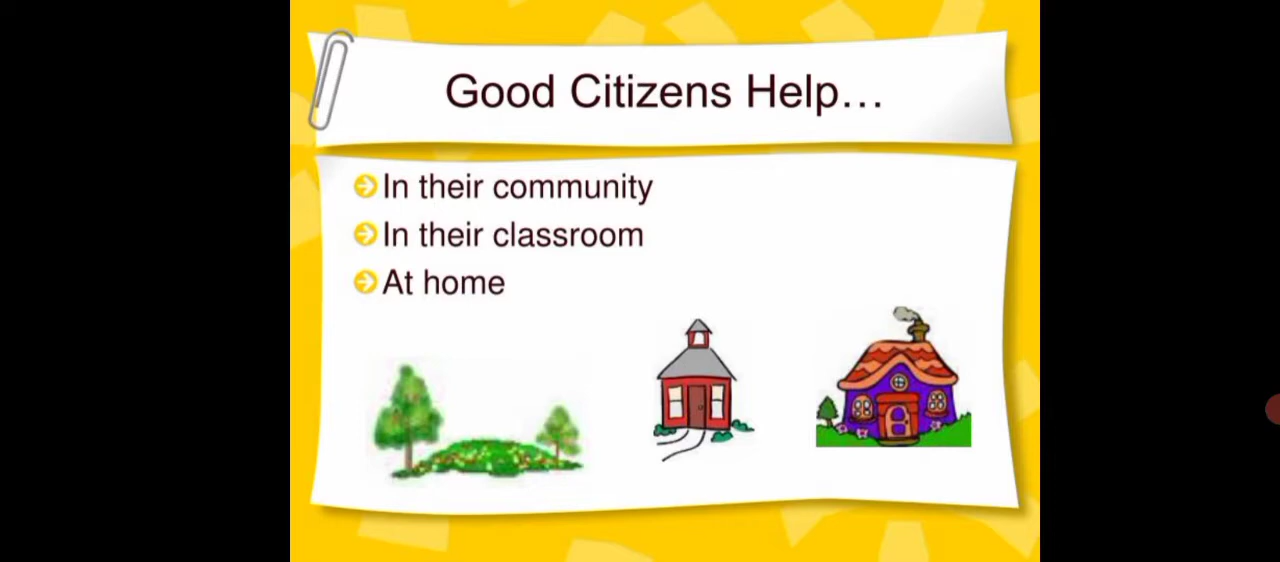 Good Citizens Help…
In their community
In their classroom
At home